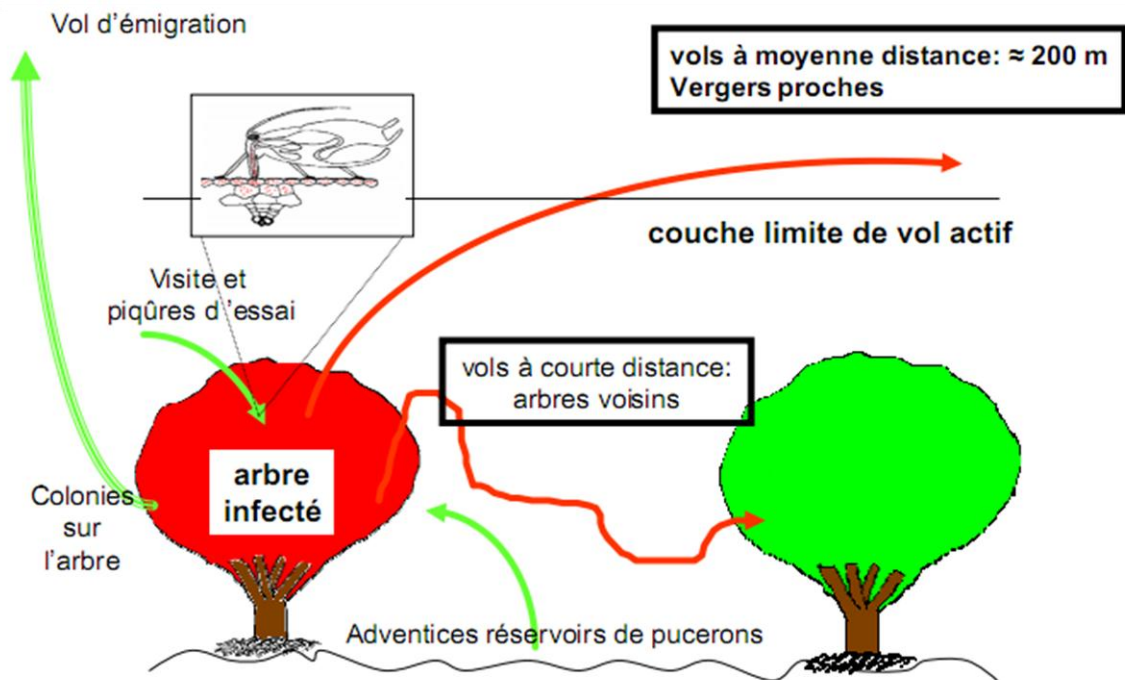 Vol d'émigration
vols à moyenne distance: ≈ 200 m
Vergers proches
couche limite de vol actif
Visite et
piqûres d 'essai
vols à courte distance:
arbres voisins
arbre
infecté
Colonies
sur
l'arbre
Adventices réservoirs de pucerons